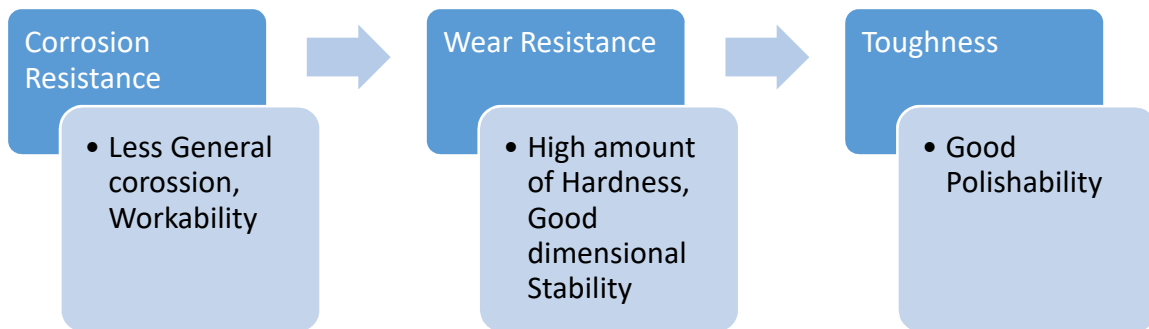 Corrosion
Resistance
• Less General
corossion,
Workability
Wear Resistance
• High amount
of Hardness,
Good
dimensional
Stability
Toughness
• Good
Polishability